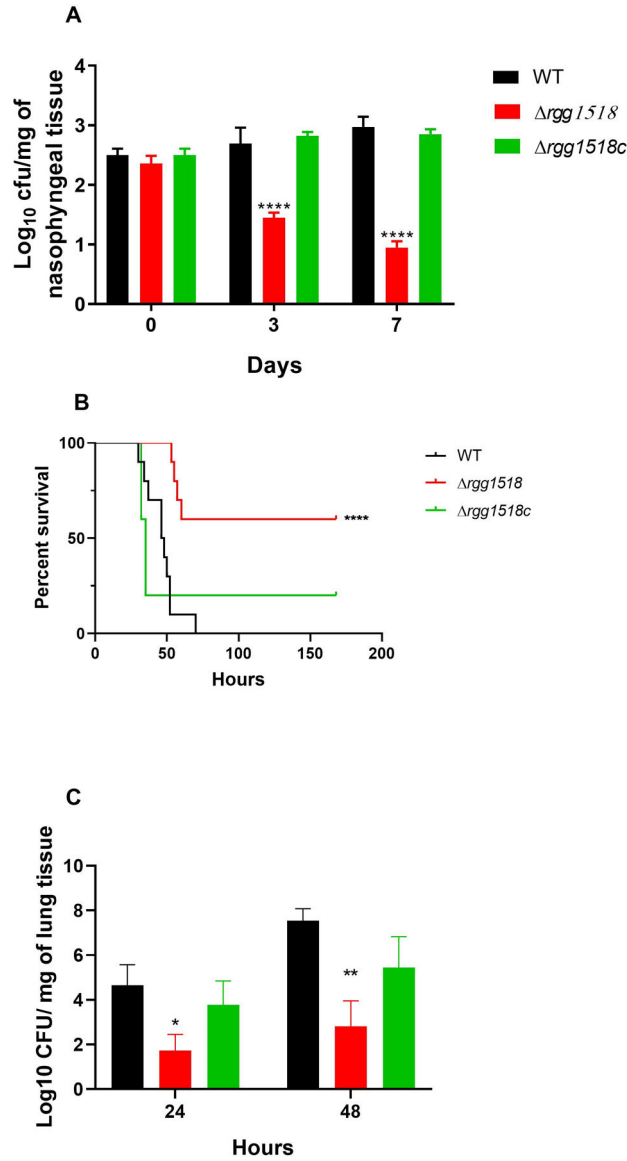 A
Log10 cfu/mg of
nasophyngeal tissue
4
3
2
1
0
****
****
0 3 7
Days
WT
Δrgg1518
Δrgg1518c
B
Percent survival
100
50
0
****
0 50 100 150 200
Hours
WT
Δrgg1518
Δrgg1518c
C
Log10 CFU/ mg of lung tissue
10
8
6
4
2
0
*
**
24 48
Hours